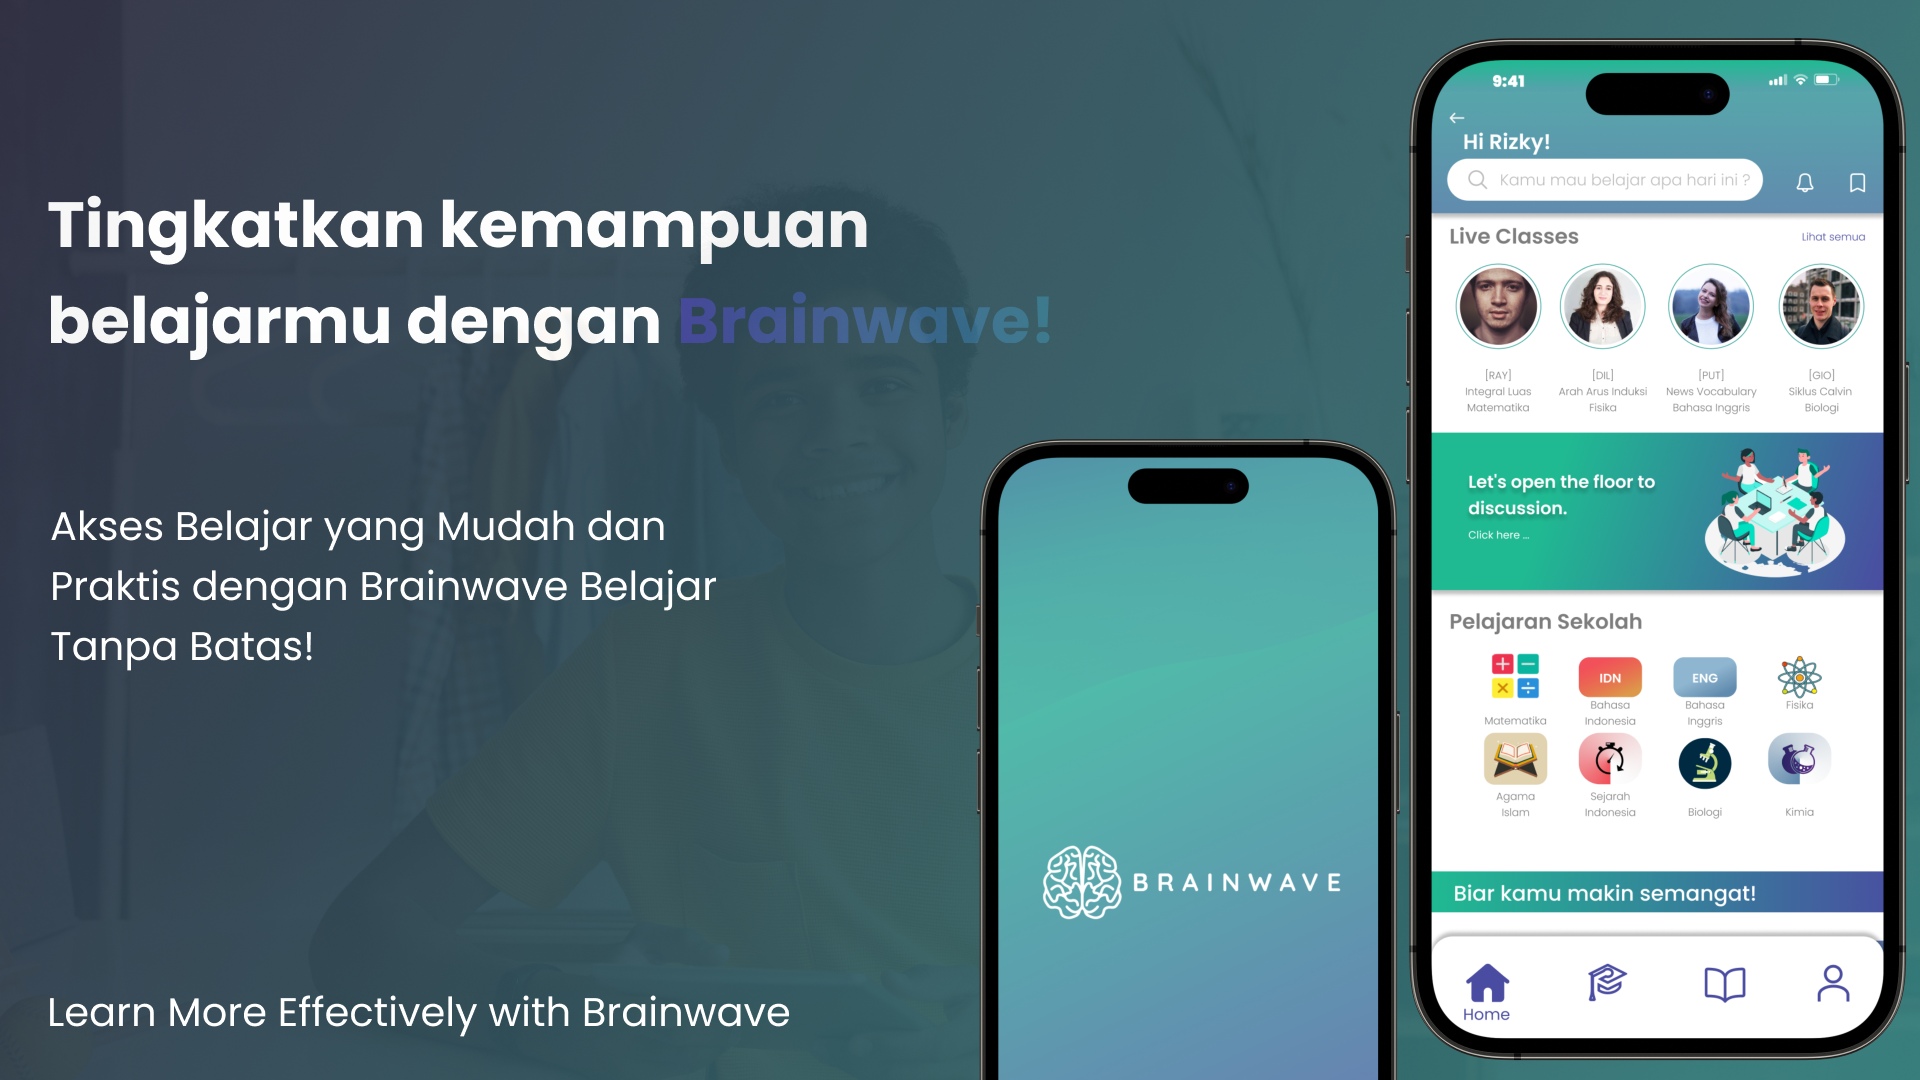 Tingkatkan kemampuan
belajarmu dengan Brainwave!
Akses Belajar yang Mudah dan
Praktis dengan Brainwave Belajar
Tanpa Batas!
Learn More Effectively with Brainwave
BRAINWAVE
9:41
Hi Rizky!
Kamu mau belajar apa hari ini ?
Live Classes
Lihat semua
[RAY]
Integral Luas
Matematika
[DIL]
Arah Arus Induksi
Fisika
[PUT]
News Vocabulary
Bahasa Inggris
[GIO]
Siklus Calvin
Biologi
Let's open the floor to
discussion.
Click here ...
Pelajaran Sekolah
Matematika
IDN
Bahasa
Indonesia
ENG
Bahasa
Inggris
Fisika
Agama
Islam
Sejarah
Indonesia
Biologi
Kimia
Biar kamu makin semangat!
Home